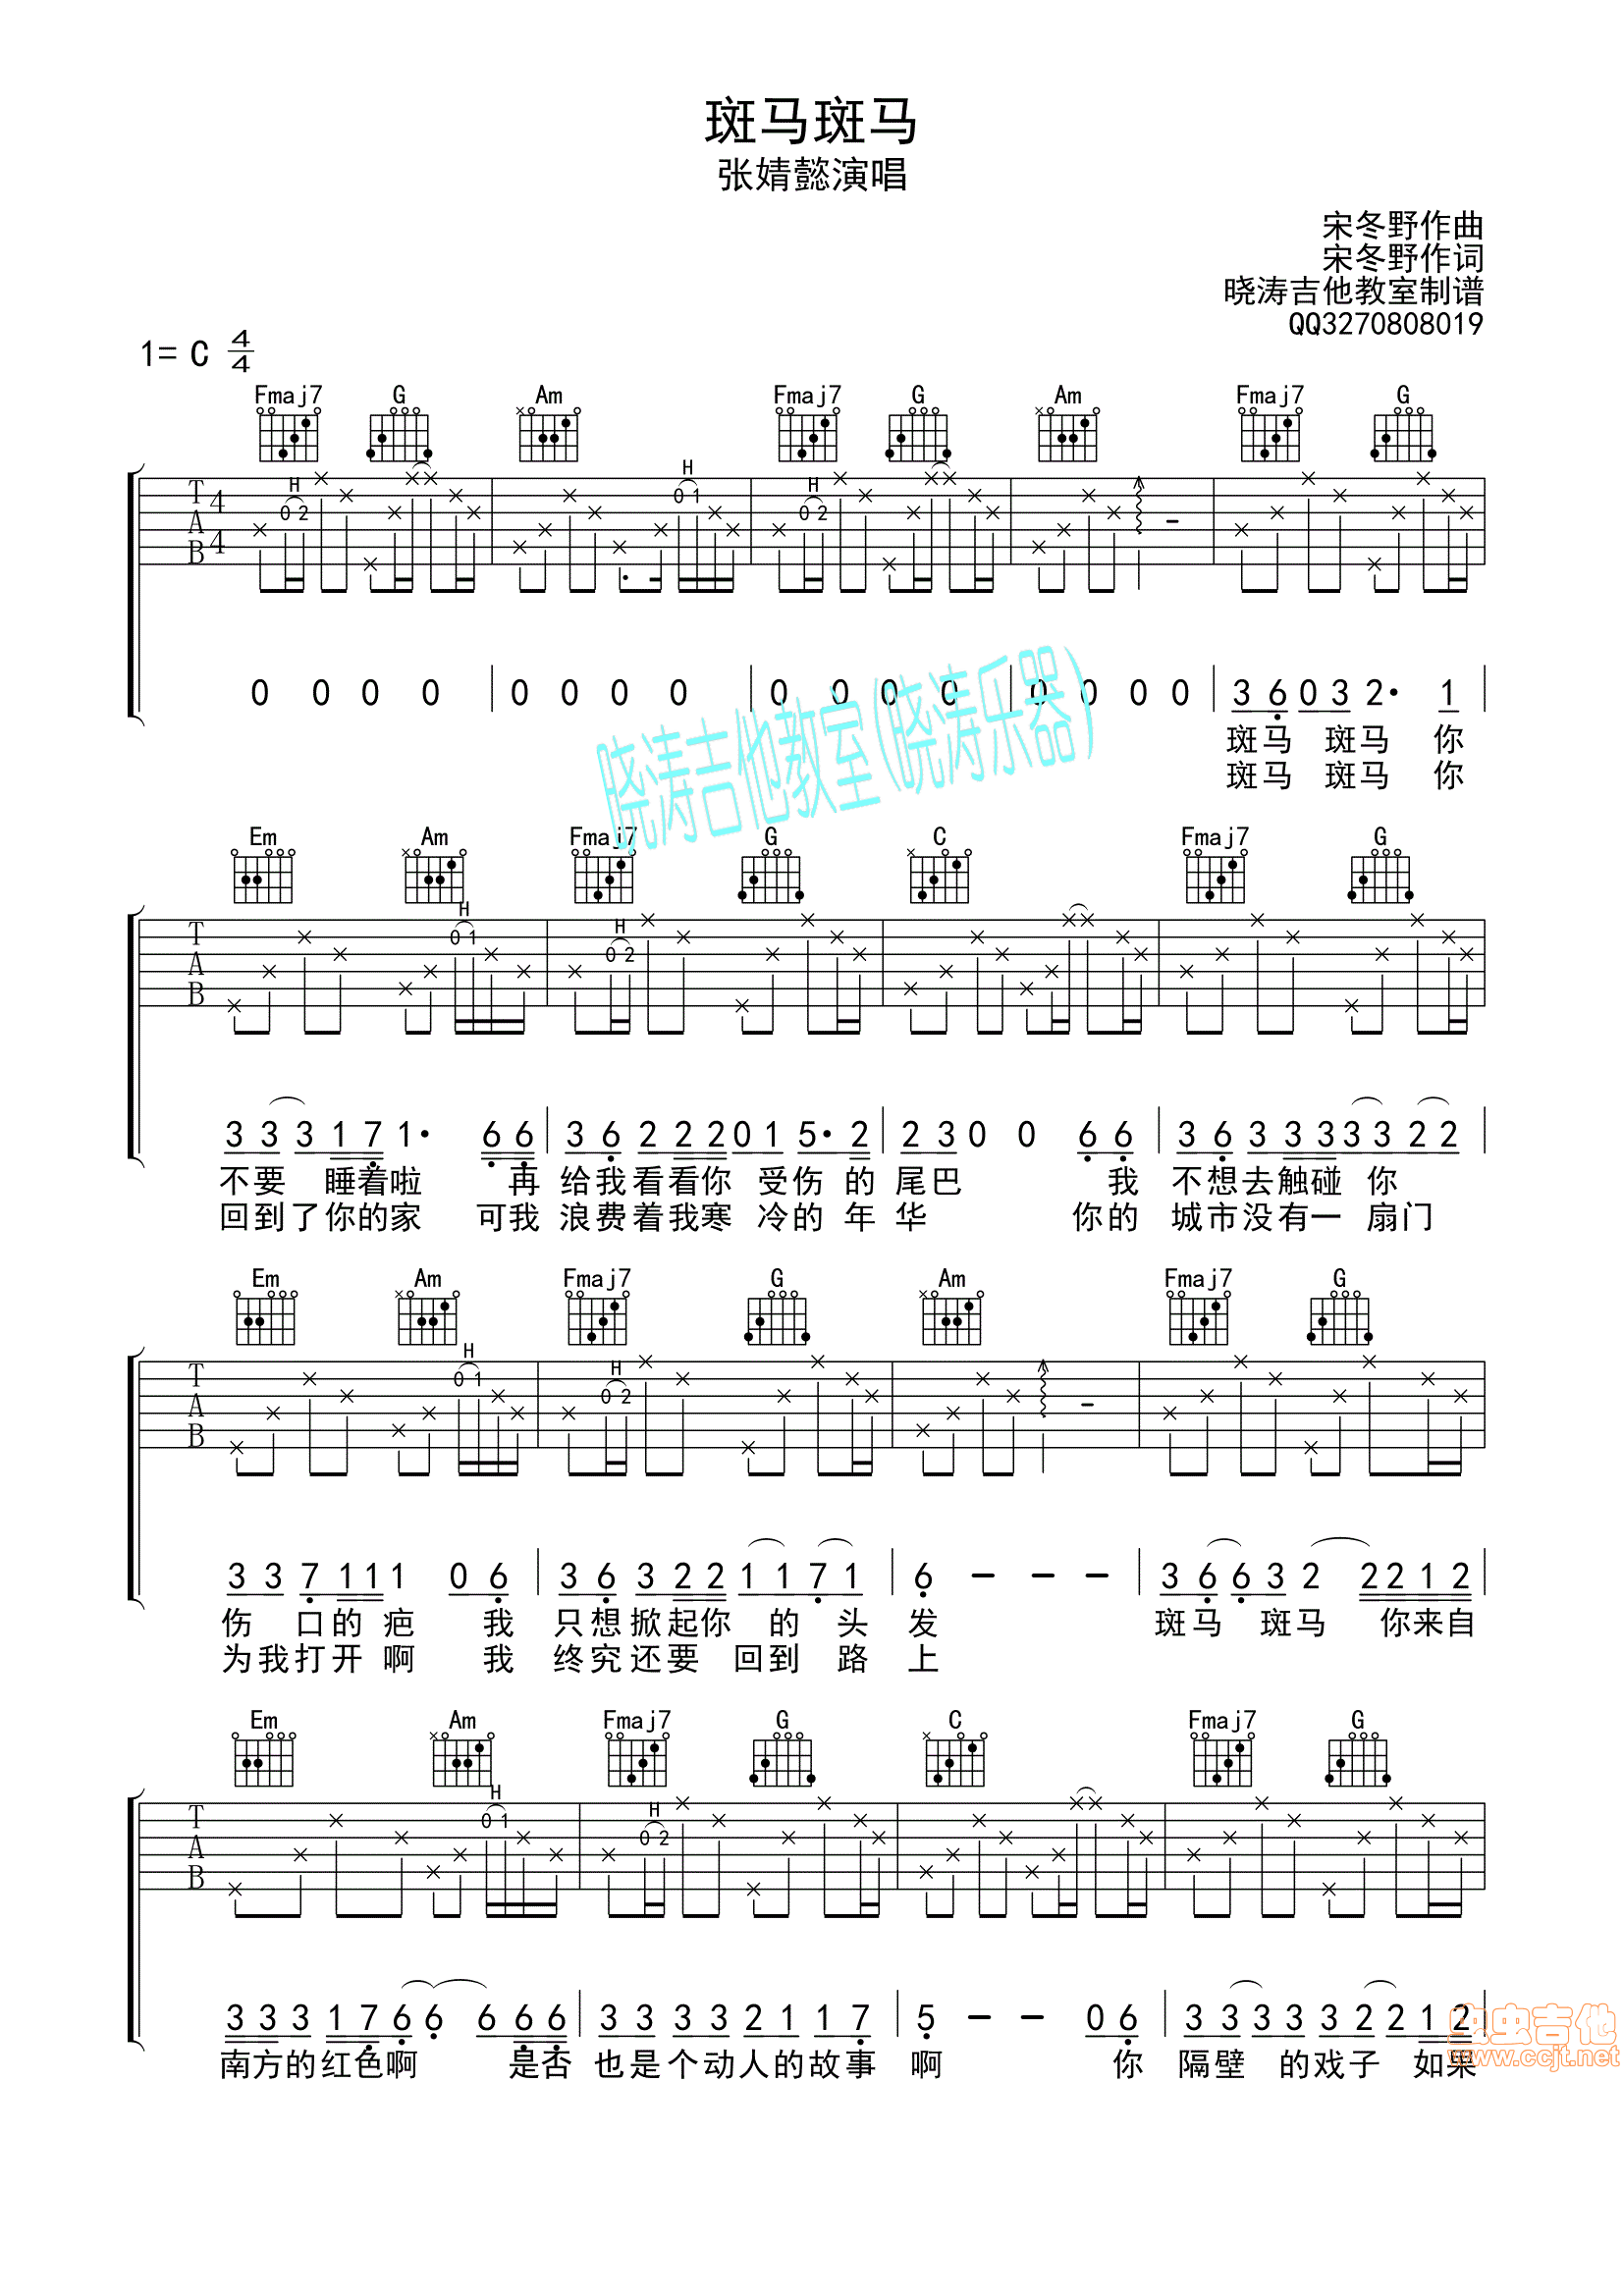 斑马斑马
张婧懿演唱
宋冬野作曲
宋冬野作词
晓涛吉他教室制谱
QQ3270808019
1= C 4/4
Fmaj7 G Am Fmaj7 G Am Fmaj7 G
H H H
T 4 0 2 0 1 0 2
A
B 4
0 0 0 0 0 0 0 0 0 0 0 0 0 0 0 0 3 6 0 3 2· 1
斑马 斑马 你
斑马 斑马 你
晓涛吉他教室(晓涛乐器)
Em Am Fmaj7 G C Fmaj7 G
H H
T 0 1 0 2
A
B
3 3 3 1 7 1· 6 6 3 6 2 2 2 0 1 5· 2 2 3 0 0 6 6 3 6 3 3 3 3 3 2 2
不要 睡着啦 再 给我看看你 受伤的 尾巴 我 不想去触碰 你
回到了你的家 可我 浪费着我寒 冷的 年 华 你的 城市没有一 扇门
Em Am Fmaj7 G Am Fmaj7 G
H H
T 0 1 0 2
A
B
3 3 7 1 1 1 0 6 3 6 3 2 2 1 1 7 1 6 - - - 3 6 6 3 2 2 2 1 2
伤 口的 疤 我 只想掀起你 的 头 发 斑马 斑马 你来自
为我打开 啊 我 终究还要 回到 路 上
Em Am Fmaj7 G C Fmaj7 G
H H
T 0 1 0 2
A
B
3 3 3 1 7 6 6 6 6 6 3 3 3 3 2 1 1 7 5 - - 0 6 3 3 3 3 3 2 2 1 2
南方的红色啊 是否 也是个动人的故事 啊 你 隔壁 的戏子 如果
虫虫吉他
www.ccjt.net